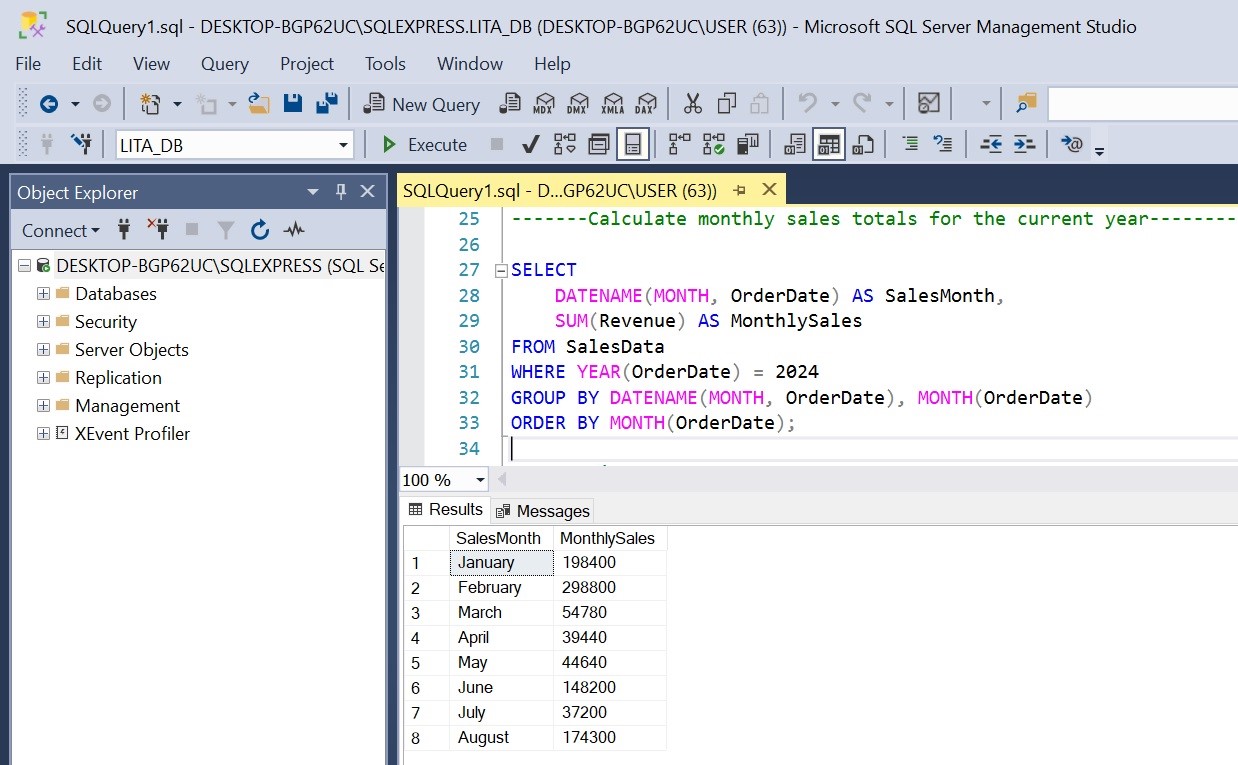 SQLQuery1.sql - DESKTOP-BGP62UC\SQLEXPRESS.LITA_DB (DESKTOP-BGP62UC\USER (63)) - Microsoft SQL Server Management Studio
File Edit View Query Project Tools Window Help
New Query MDX DMX XMLA DAX
LITA_DB Execute
Object Explorer
Connect
DESKTOP-BGP62UC\SQLEXPRESS (SQL Se
Databases
Security
Server Objects
Replication
Management
XEvent Profiler
SQLQuery1.sql - D...GP62UC\USER (63))
25 -------Calculate monthly sales totals for the current year--------
26
27 SELECT
28 DATENAME(MONTH, OrderDate) AS SalesMonth,
29 SUM(Revenue) AS MonthlySales
30 FROM SalesData
31 WHERE YEAR(OrderDate) = 2024
32 GROUP BY DATENAME(MONTH, OrderDate), MONTH(OrderDate)
33 ORDER BY MONTH(OrderDate);
34
100 %
Results Messages
SalesMonth MonthlySales
1 January 198400
2 February 298800
3 March 54780
4 April 39440
5 May 44640
6 June 148200
7 July 37200
8 August 174300